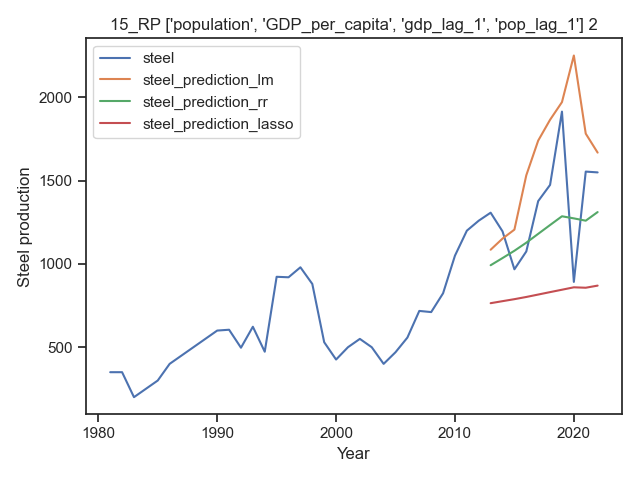 15_RP ['population', 'GDP_per_capita', 'gdp_lag_1', 'pop_lag_1'] 2
steel
steel_prediction_lm
steel_prediction_rr
steel_prediction_lasso
Steel production
2000
1500
1000
500
1980
1990
2000
2010
2020
Year